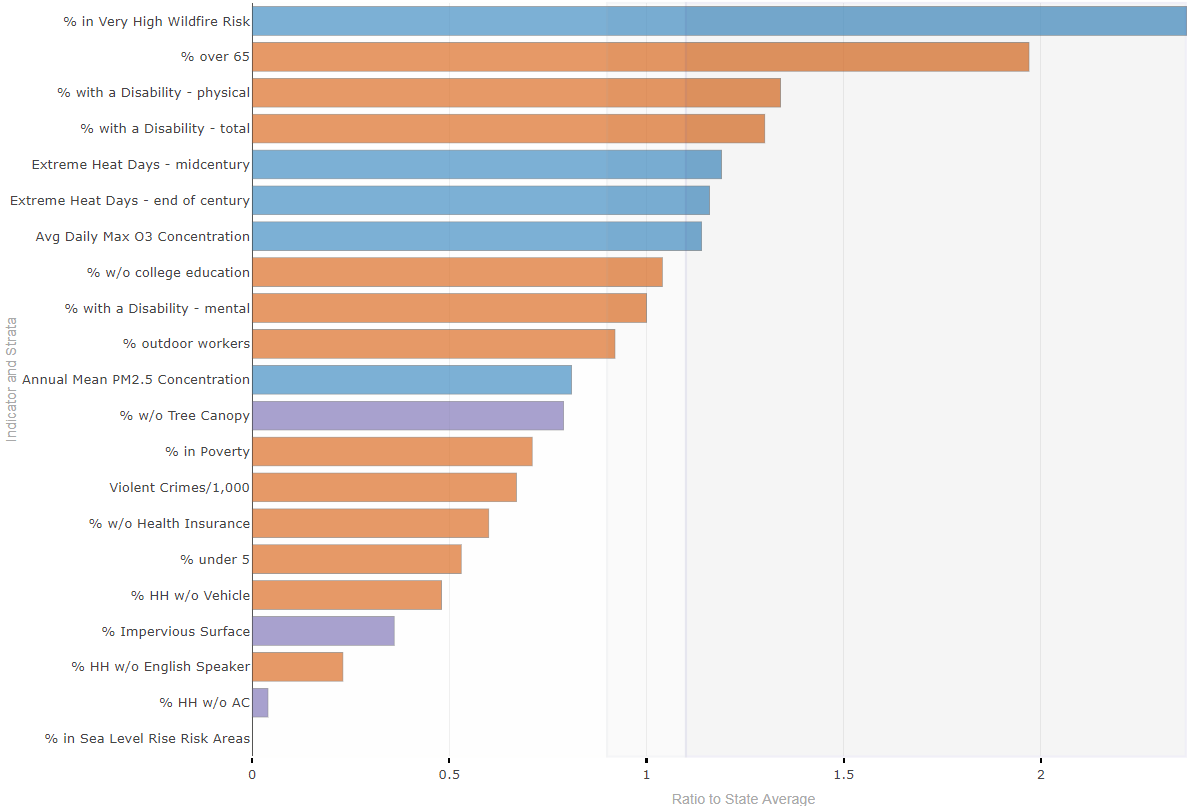 % in Very High Wildfire Risk
% over 65
% with a Disability - physical
% with a Disability - total
Extreme Heat Days - midcentury
Extreme Heat Days - end of century
Avg Daily Max O3 Concentration
% w/o college education
% with a Disability - mental
% outdoor workers
Annual Mean PM2.5 Concentration
% w/o Tree Canopy
% in Poverty
Violent Crimes/1,000
% w/o Health Insurance
% under 5
% HH w/o Vehicle
% Impervious Surface
% HH w/o English Speaker
% HH w/o AC
% in Sea Level Rise Risk Areas
Indicator and Strata
0 0.5 1 1.5 2
Ratio to State Average